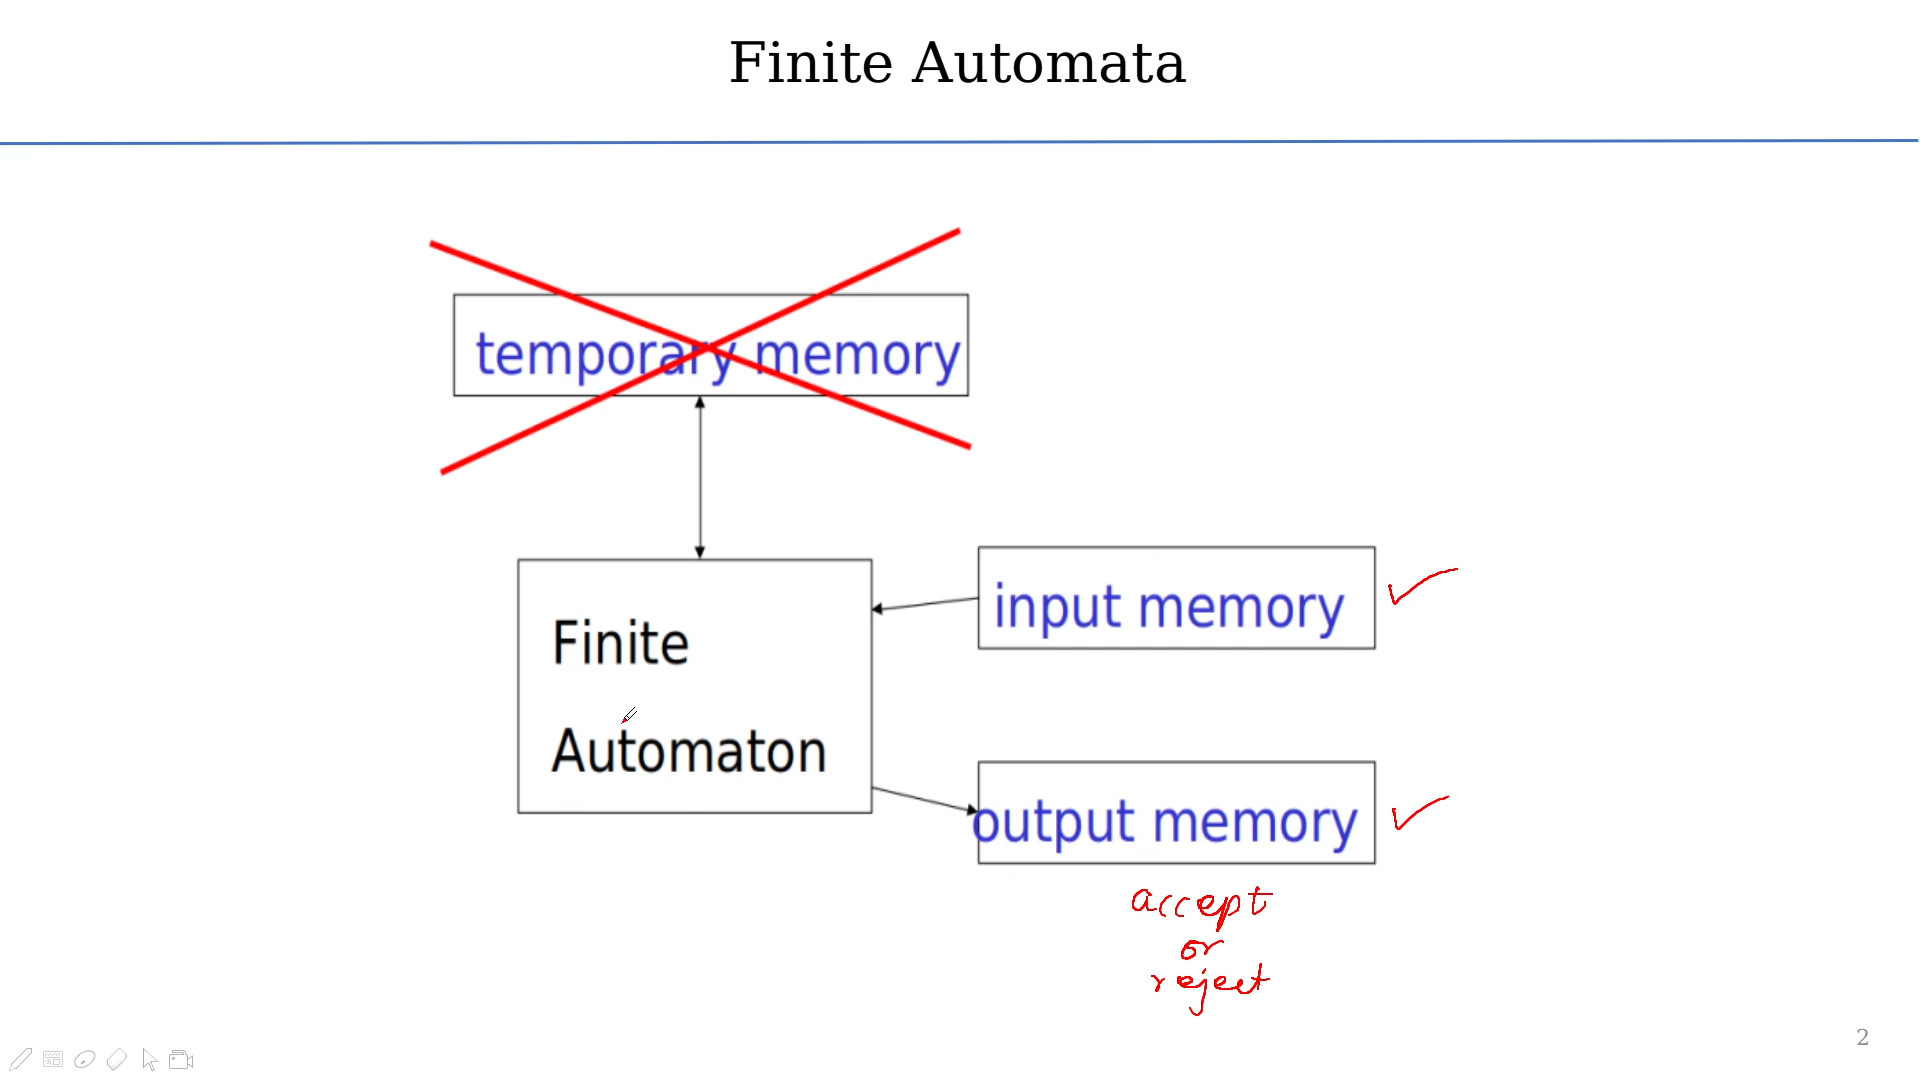 Finite Automata
temporary memory
Finite
Automaton
input memory
output memory
accept
or
reject
2